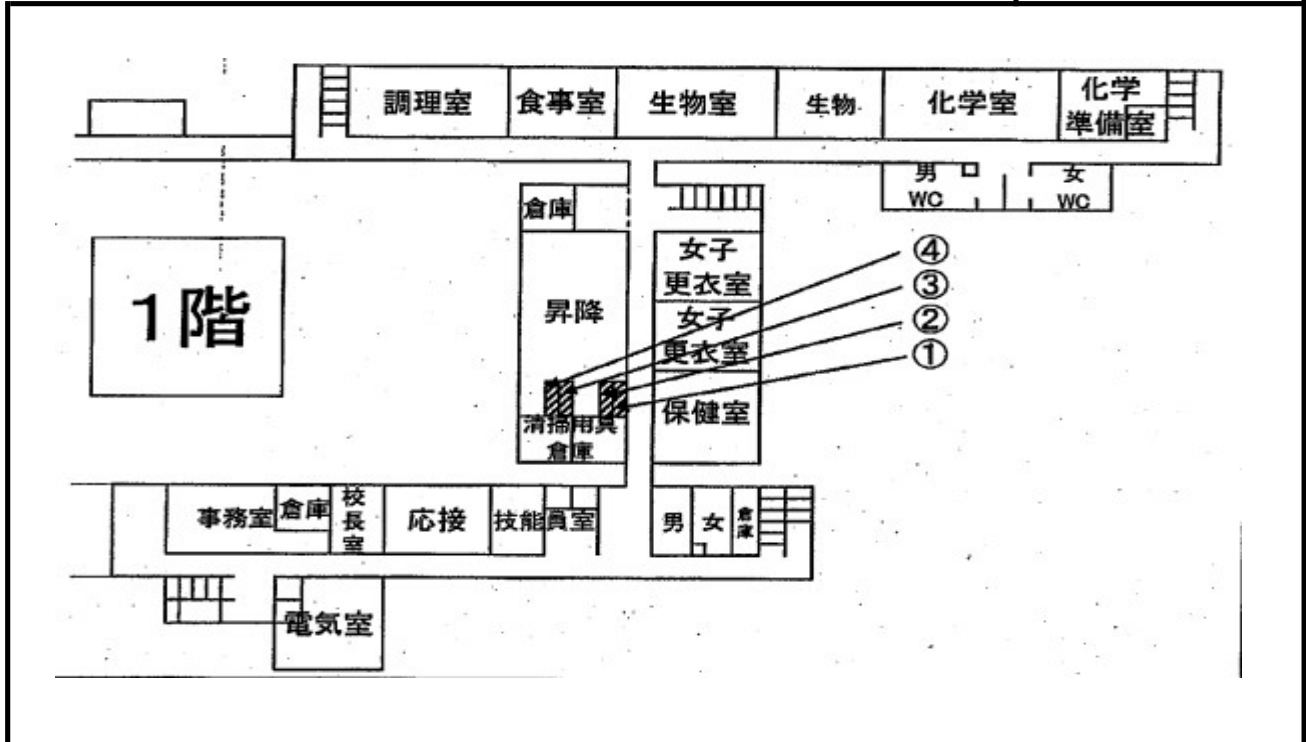 調理室
食事室
生物室
生物
化学室
化学
準備室
男
WC
女
WC
倉庫
女子
更衣室
④
③
1階
昇降
女子
更衣室
②
①
保健室
清掃用具
倉庫
事務室
倉庫
校長室
応接
技能員室
男
女
倉庫
電気室